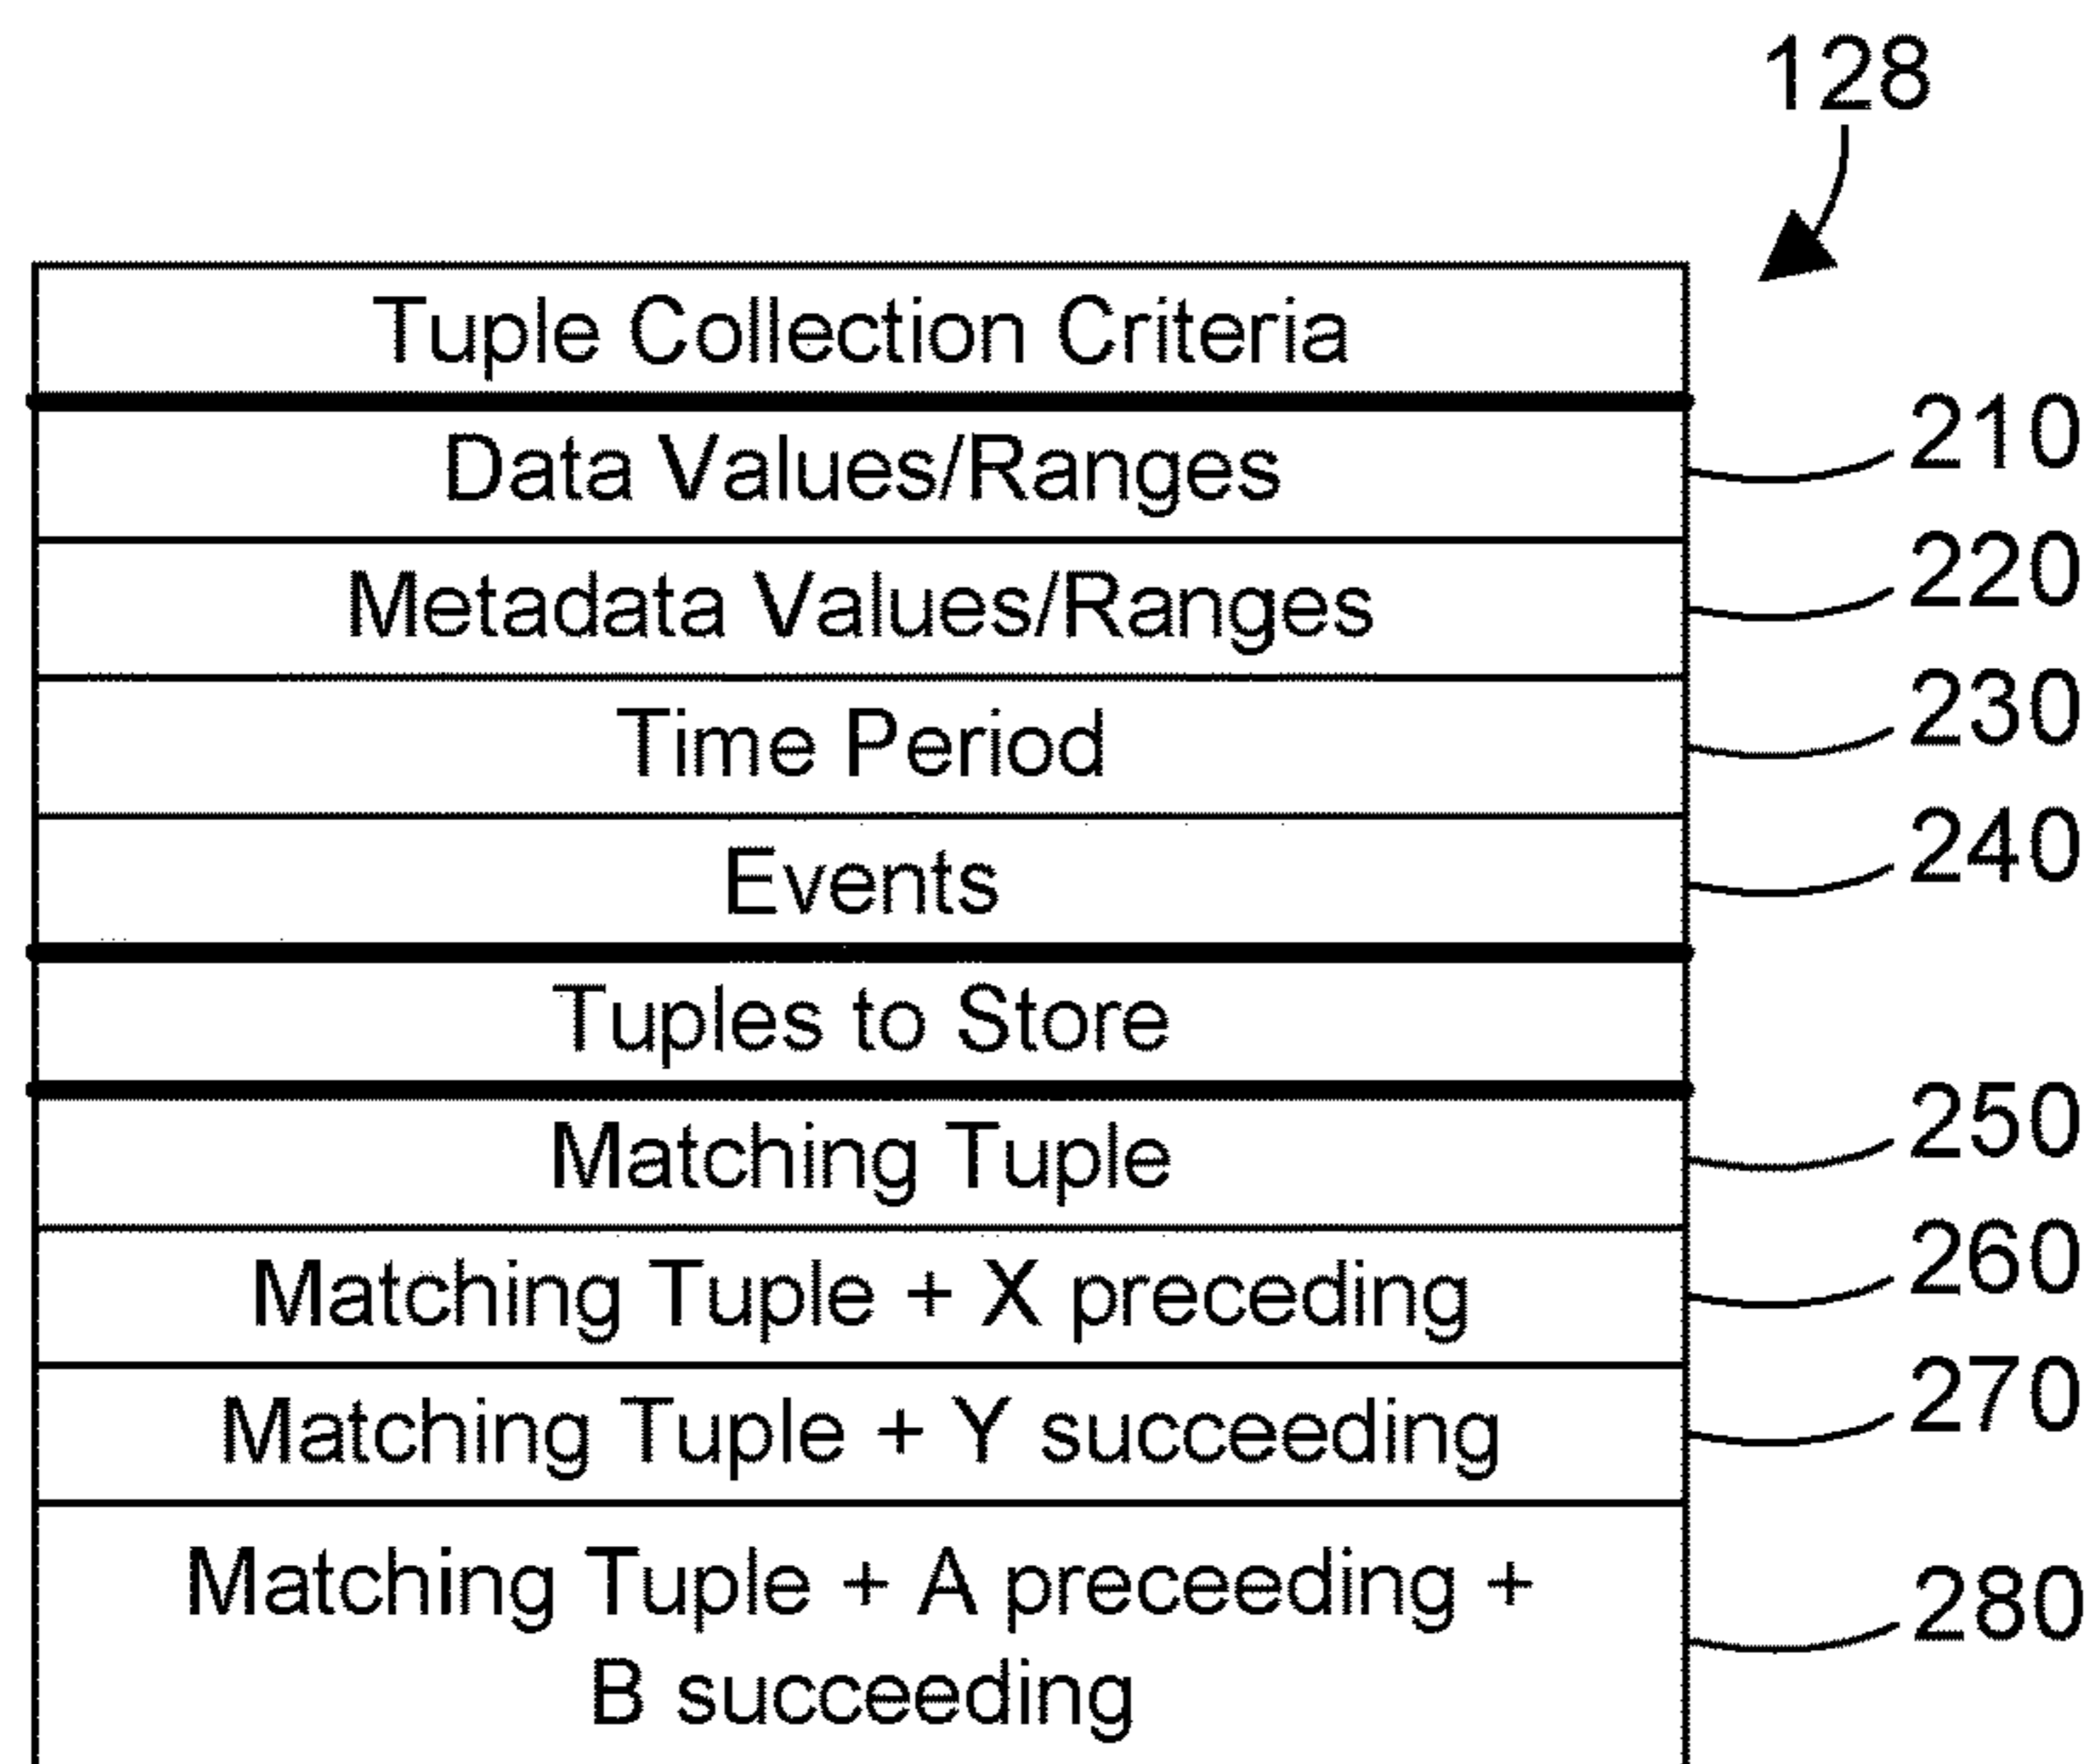 128
Tuple Collection Criteria
Data Values/Ranges 210
Metadata Values/Ranges 220
Time Period 230
Events 240
Tuples to Store
Matching Tuple 250
Matching Tuple + X preceding 260
Matching Tuple + Y succeeding 270
Matching Tuple + A preceeding +
B succeeding
280